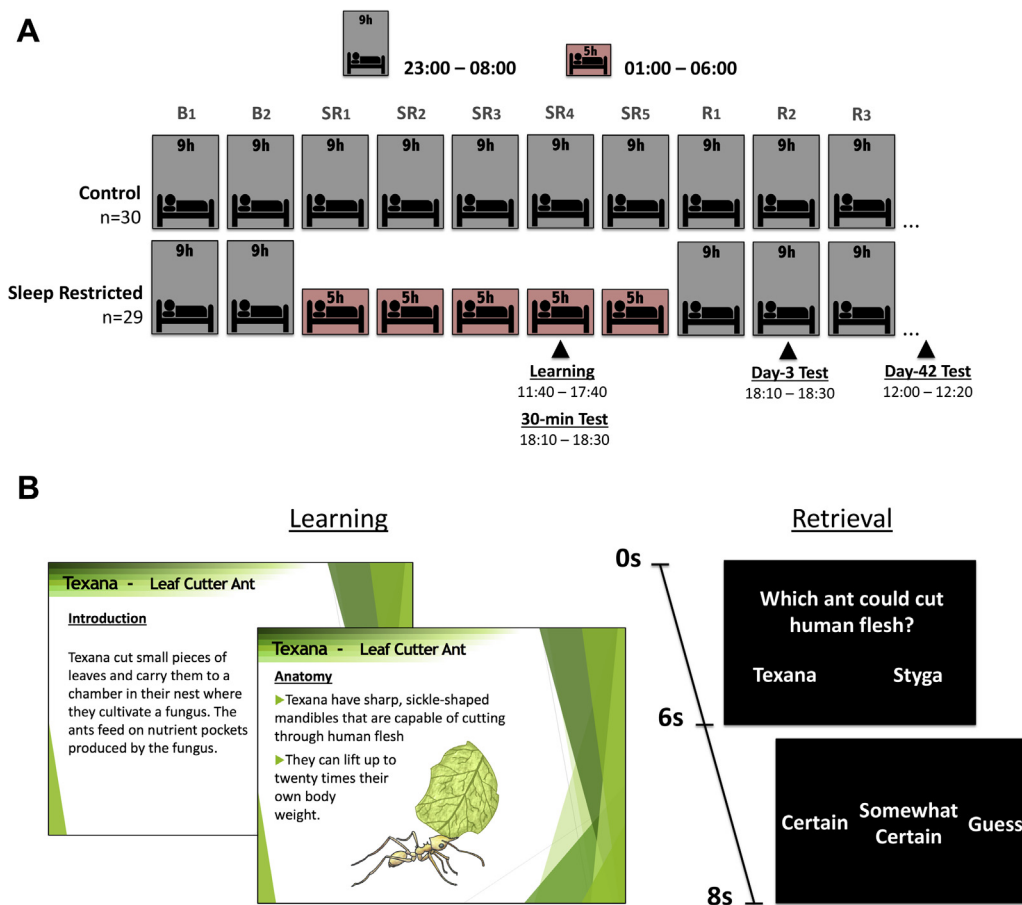 A
9h
23:00 – 08:00
5h
01:00 – 06:00
B1 B2 SR1 SR2 SR3 SR4 SR5 R1 R2 R3
9h 9h 9h 9h 9h 9h 9h 9h 9h 9h
Control
n=30
...
9h 9h 5h 5h 5h 5h 5h 9h 9h 9h
Sleep Restricted
n=29
...
Learning
11:40 – 17:40
30-min Test
18:10 – 18:30
Day-3 Test
18:10 – 18:30
Day-42 Test
12:00 – 12:20
B
Learning
Texana - Leaf Cutter Ant
Introduction
Texana cut small pieces of
leaves and carry them to a
chamber in their nest where
they cultivate a fungus. The
ants feed on nutrient pockets
produced by the fungus.
Texana - Leaf Cutter Ant
Anatomy
▶Texana have sharp, sickle-shaped
mandibles that are capable of cutting
through human flesh
▶They can lift up to
twenty times their
own body
weight.
Retrieval
0s
Which ant could cut
human flesh?
Texana Styga
6s
Certain Somewhat Certain Guess
8s